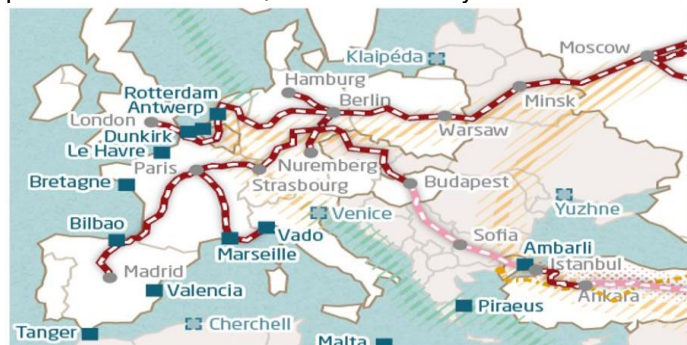 Klaipéda
Moscow
Hamburg
Rotterdam
Antwerp
Berlin
Minsk
London
Dunkirk
Warsaw
Le Havre
Paris
Nuremberg
Strasbourg
Budapest
Bretagne
Venice
Yuzhne
Bilbao
Vado
Sofia
Ambarli
Marseille
Istanbul
Madrid
Valencia
Ankara
Piraeus
Tanger
Cherchell
Malta